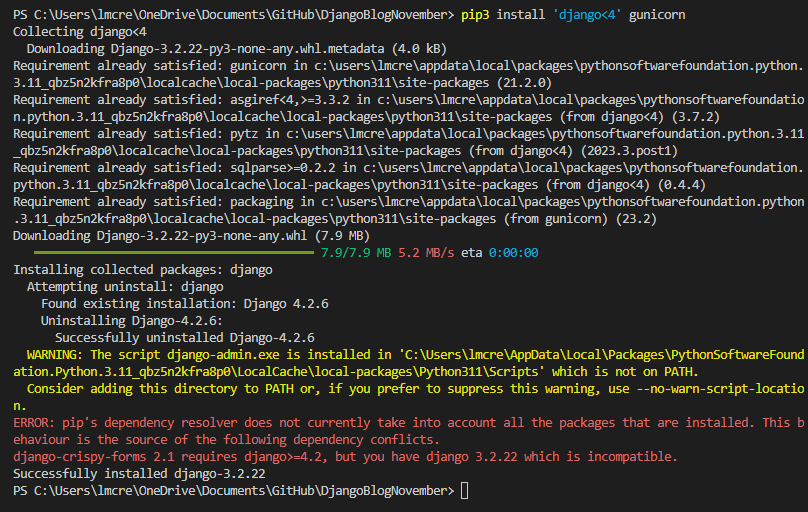 PS C:\Users\lmcre\OneDrive\Documents\GitHub\DjangoBlogNovember> pip3 install 'django<4' gunicorn
Collecting django<4
  Downloading Django-3.2.22-py3-none-any.whl.metadata (4.0 kB)
Requirement already satisfied: gunicorn in c:\users\lmcre\appdata\local\packages\pythonsoftwarefoundation.python.
3.11_qbz5n2kfra8p0\localcache\local-packages\python311\site-packages (21.2.0)
Requirement already satisfied: asgiref<4,>=3.3.2 in c:\users\lmcre\appdata\local\packages\pythonsoftwarefoundatio
n.python.3.11_qbz5n2kfra8p0\localcache\local-packages\python311\site-packages (from django<4) (3.7.2)
Requirement already satisfied: pytz in c:\users\lmcre\appdata\local\packages\pythonsoftwarefoundation.python.3.11
_qbz5n2kfra8p0\localcache\local-packages\python311\site-packages (from django<4) (2023.3.post1)
Requirement already satisfied: sqlparse>=0.2.2 in c:\users\lmcre\appdata\local\packages\pythonsoftwarefoundation.
python.3.11_qbz5n2kfra8p0\localcache\local-packages\python311\site-packages (from django<4) (0.4.4)
Requirement already satisfied: packaging in c:\users\lmcre\appdata\local\packages\pythonsoftwarefoundation.python
.3.11_qbz5n2kfra8p0\localcache\local-packages\python311\site-packages (from gunicorn) (23.2)
Downloading Django-3.2.22-py3-none-any.whl (7.9 MB)
7.9/7.9 MB 5.2 MB/s eta 0:00:00
Installing collected packages: django
  Attempting uninstall: django
    Found existing installation: Django 4.2.6
    Uninstalling Django-4.2.6:
      Successfully uninstalled Django-4.2.6
  WARNING: The script django-admin.exe is installed in 'C:\Users\lmcre\AppData\Local\Packages\PythonSoftwareFound
ation.Python.3.11_qbz5n2kfra8p0\LocalCache\local-packages\Python311\Scripts' which is not on PATH.
  Consider adding this directory to PATH or, if you prefer to suppress this warning, use --no-warn-script-locatio
n.
ERROR: pip's dependency resolver does not currently take into account all the packages that are installed. This b
ehaviour is the source of the following dependency conflicts.
django-crispy-forms 2.1 requires django>=4.2, but you have django 3.2.22 which is incompatible.
Successfully installed django-3.2.22
PS C:\Users\lmcre\OneDrive\Documents\GitHub\DjangoBlogNovember>